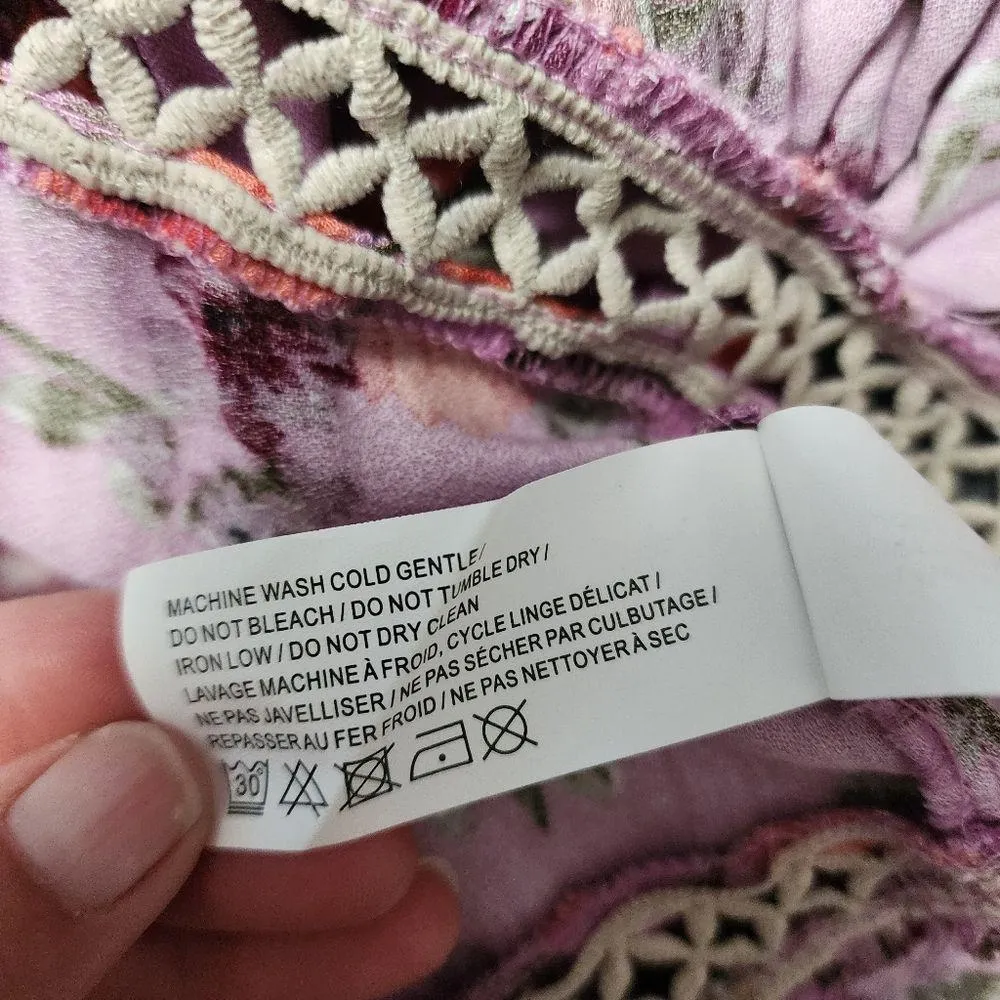 MACHINE WASH COLD GENTLE/
DO NOT BLEACH / DO NOT TUMBLE DRY /
IRON LOW / DO NOT DRY CLEAN
LAVAGE MACHINE À FROID, CYCLE LINGE DÉLICAT /
NE PAS JAVELLISER / NE PAS SÉCHER PAR CULBUTAGE /
REPASSER AU FER FROID / NE PAS NETTOYER À SEC
30°